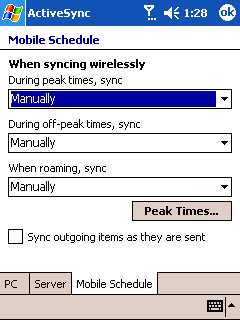 ActiveSync 1:28 ok
Mobile Schedule
When syncing wirelessly
During peak times, sync
Manually
During off-peak times, sync
Manually
When roaming, sync
Manually
Peak Times...
Sync outgoing items as they are sent
PC Server Mobile Schedule